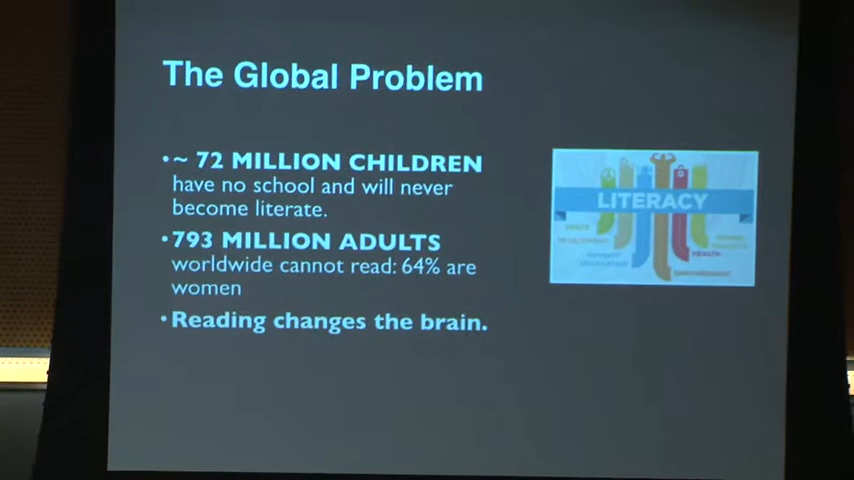 The Global Problem
•~ 72 MILLION CHILDREN
have no school and will never
become literate.
•793 MILLION ADULTS
worldwide cannot read: 64% are
women
•Reading changes the brain.
LITERACY
HEALTH